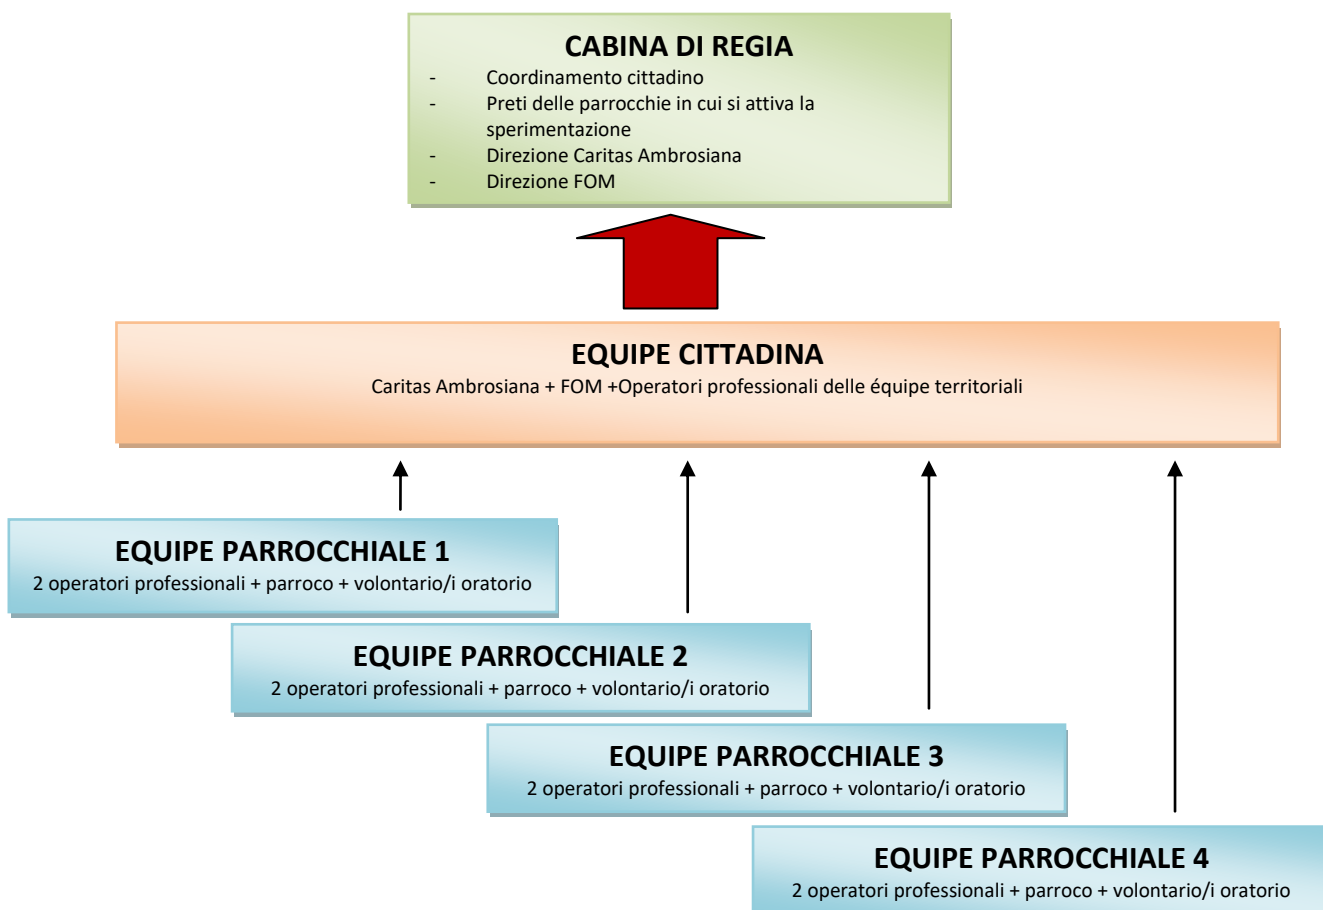 CABINA DI REGIA
- Coordinamento cittadino
- Preti delle parrocchie in cui si attiva la
sperimentazione
- Direzione Caritas Ambrosiana
- Direzione FOM
EQUIPE CITTADINA
Caritas Ambrosiana + FOM +Operatori professionali delle équipe territoriali
EQUIPE PARROCCHIALE 1
2 operatori professionali + parroco + volontario/i oratorio
EQUIPE PARROCCHIALE 2
2 operatori professionali + parroco + volontario/i oratorio
EQUIPE PARROCCHIALE 3
2 operatori professionali + parroco + volontario/i oratorio
EQUIPE PARROCCHIALE 4
2 operatori professionali + parroco + volontario/i oratorio